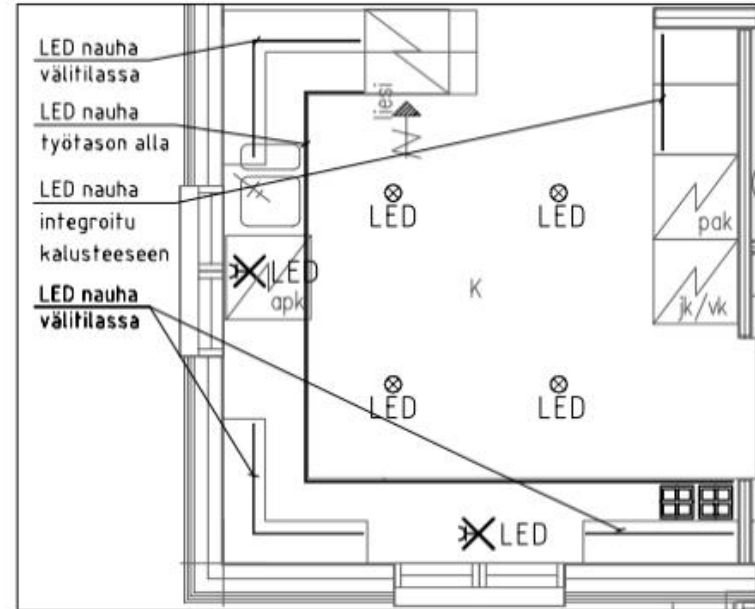 LED nauha
välitilassa
LED nauha
työtason alla
LED nauha
integroitu
kalusteeseen
LED nauha
välitilassa
liesi
LED
LED
pak
LED
apk
K
jk/vk
LED
LED
LED